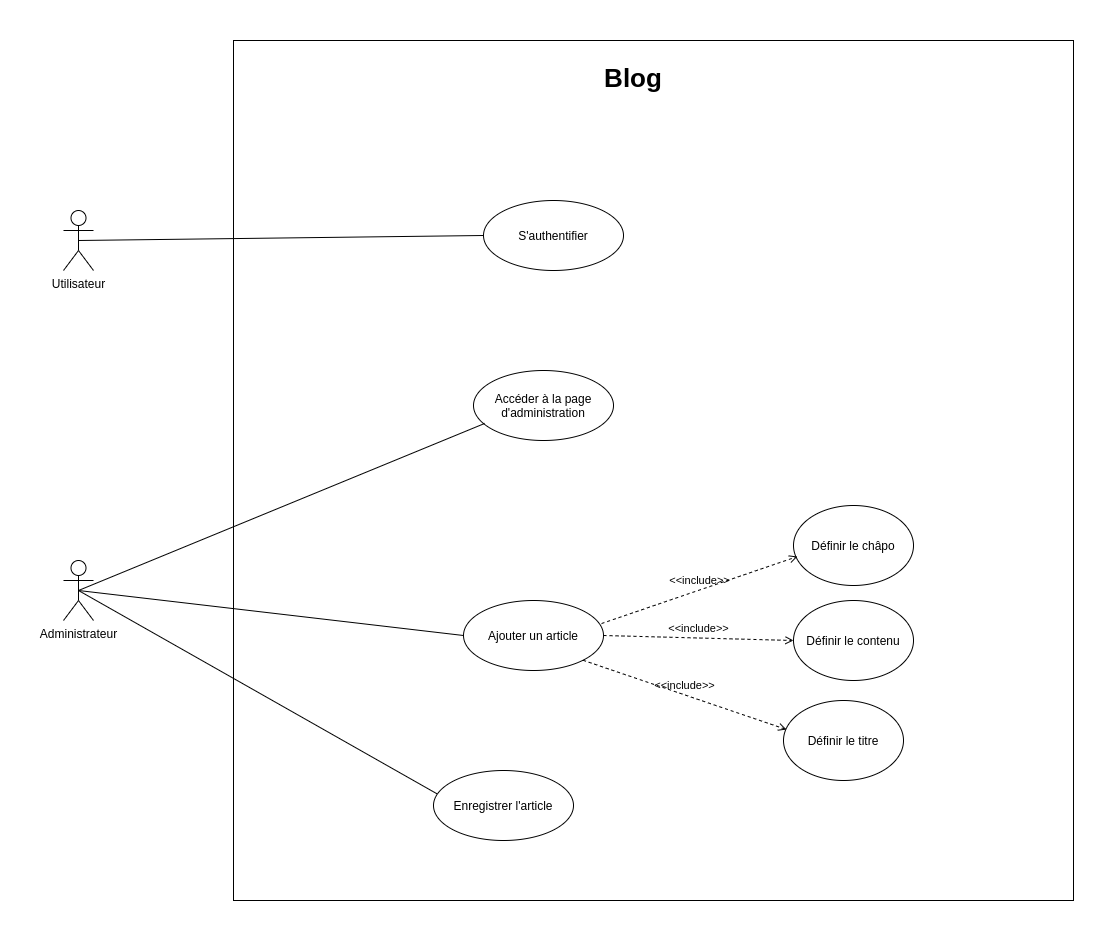 Blog
S'authentifier
Utilisateur
Accéder à la page
d'administration
Définir le châpo
<<include>>
<<include>>
Administrateur
Ajouter un article
Définir le contenu
<<include>>
Définir le titre
Enregistrer l'article